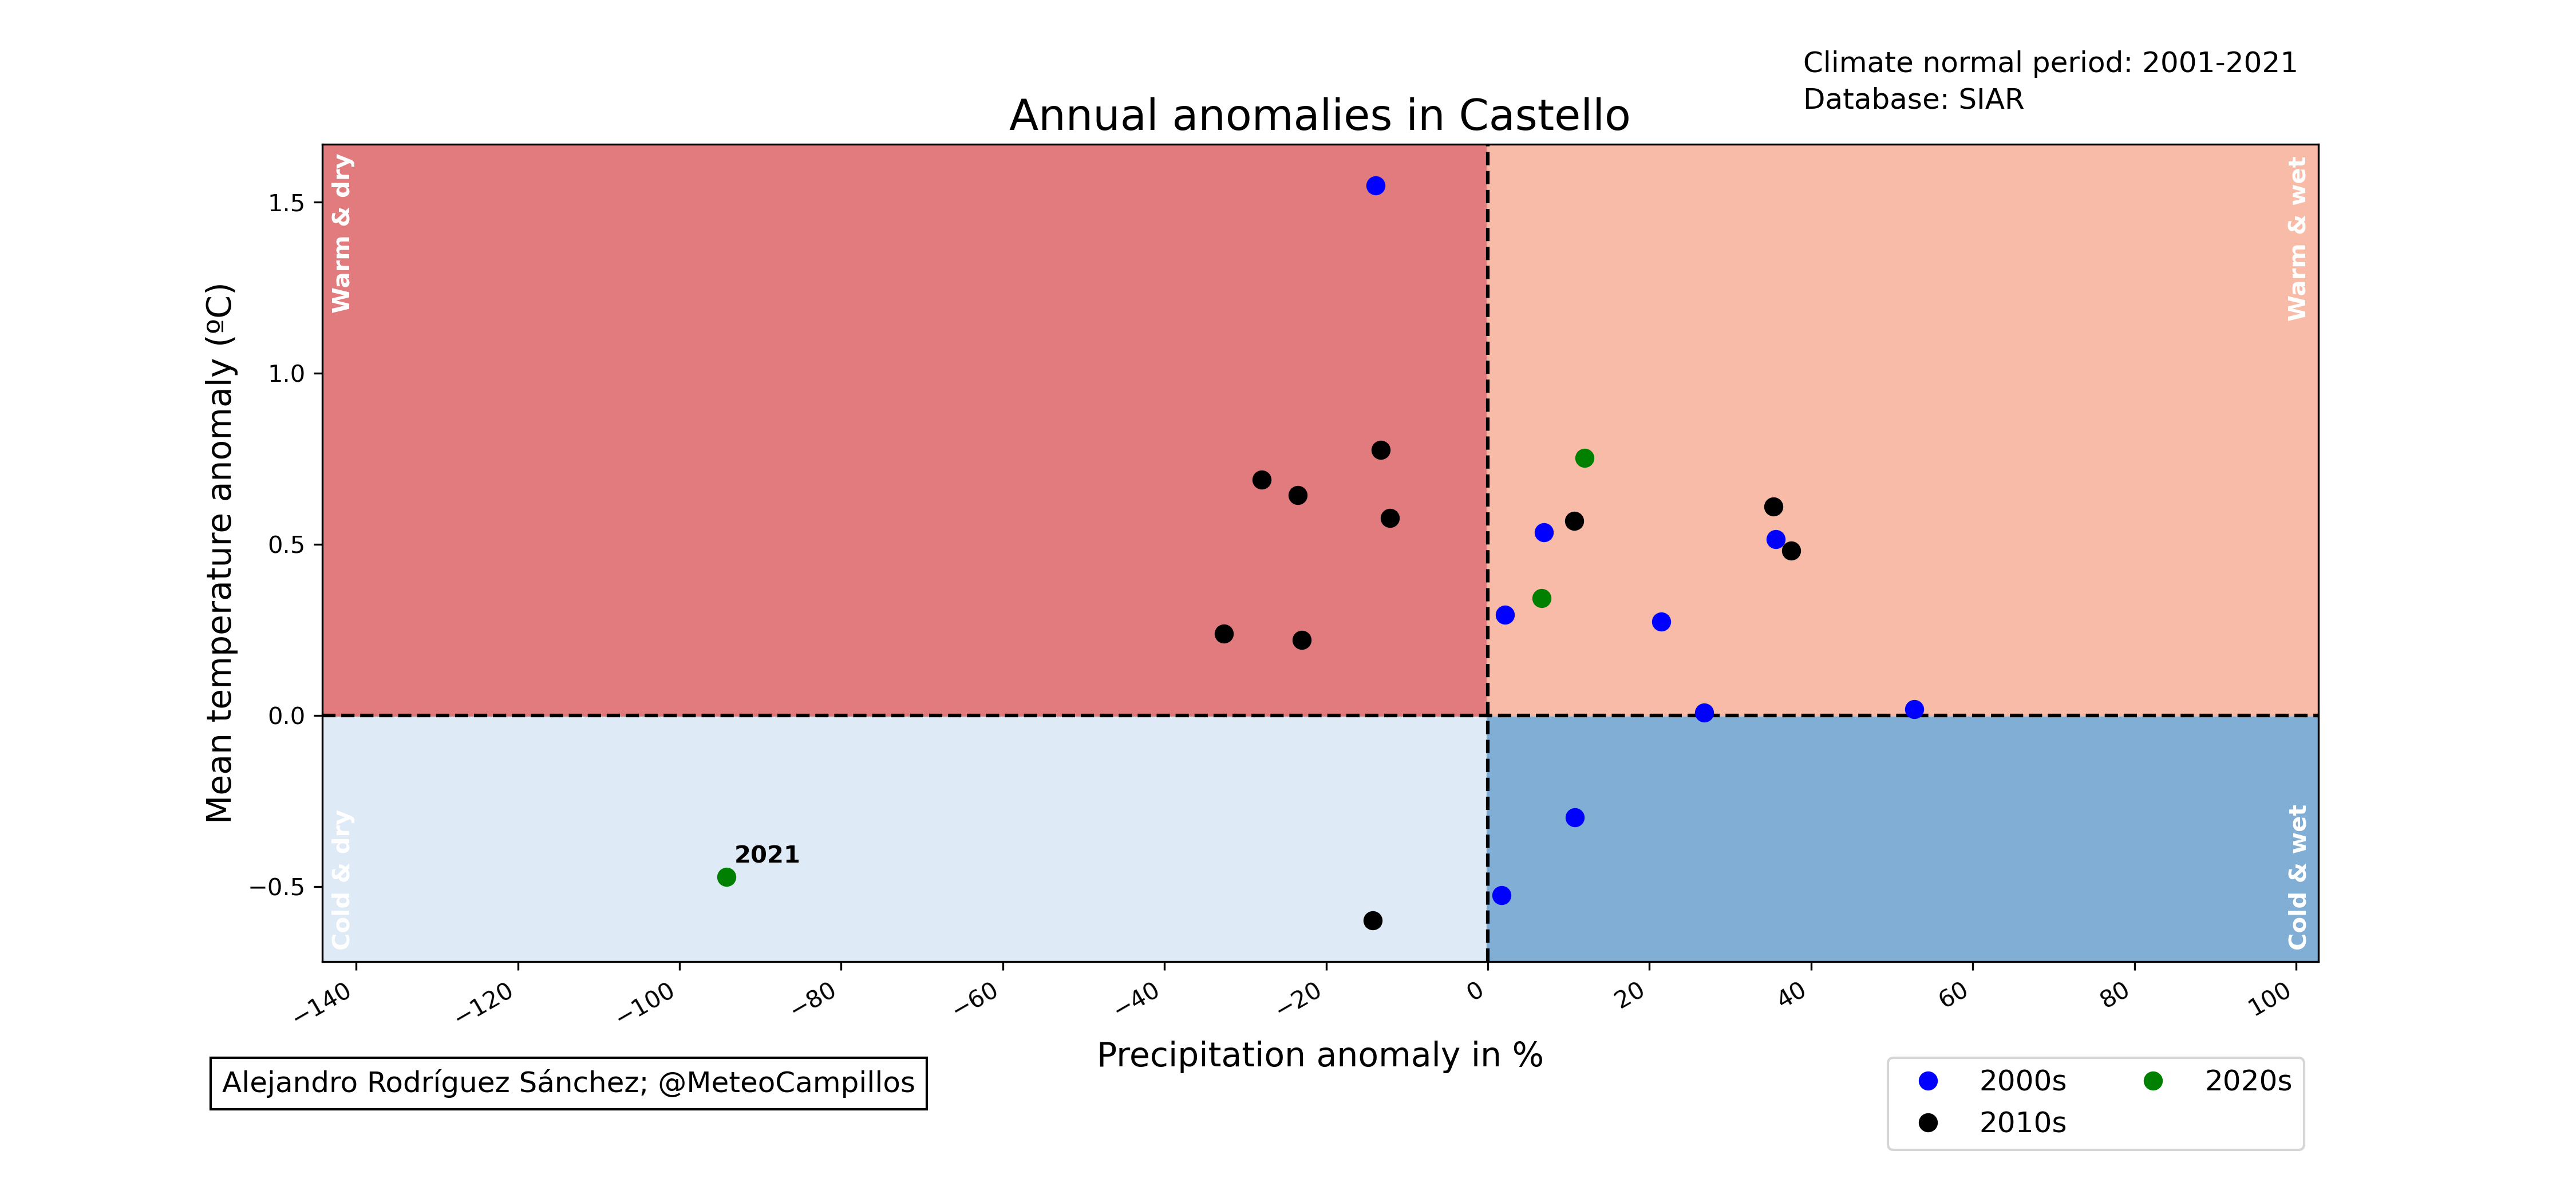 Climate normal period: 2001-2021
Database: SIAR
Annual anomalies in Castello
Warm & dry
Warm & wet
Mean temperature anomaly (ºC)
1.5
1.0
0.5
0.0
−0.5
2021
Cold & dry
Cold & wet
−140 −120 −100 −80 −60 −40 −20 0 20 40 60 80 100
Precipitation anomaly in %
Alejandro Rodríguez Sánchez; @MeteoCampillos
2000s 2020s
2010s